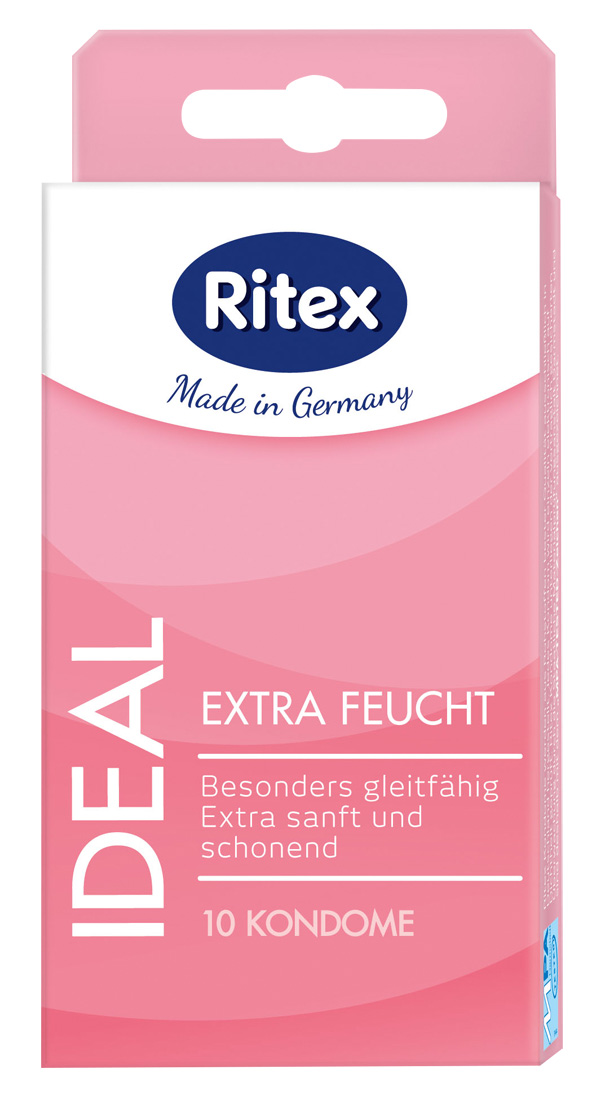 Ritex
Made in Germany
IDEAL
EXTRA FEUCHT
Besonders gleitfähig
Extra sanft und
schonend
10 KONDOME